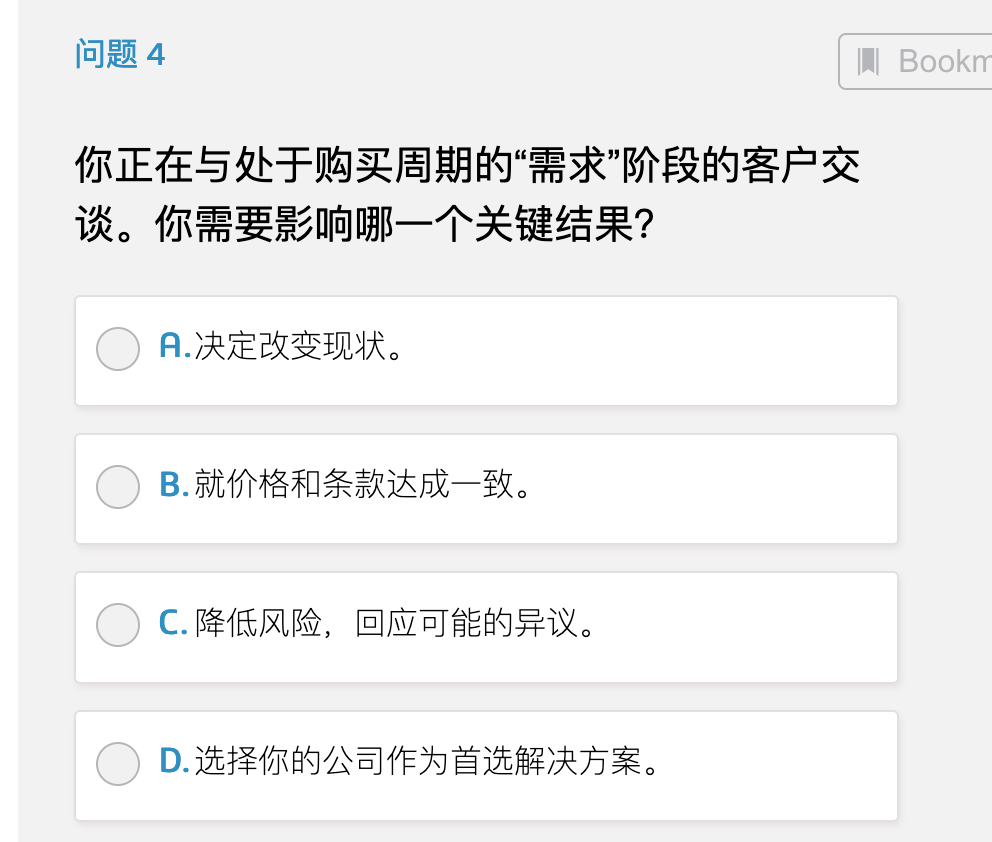 问题 4
Bookm
你正在与处于购买周期的“需求”阶段的客户交
谈。你需要影响哪一个关键结果?
A.决定改变现状。
B.就价格和条款达成一致。
C.降低风险，回应可能的异议。
D.选择你的公司作为首选解决方案。